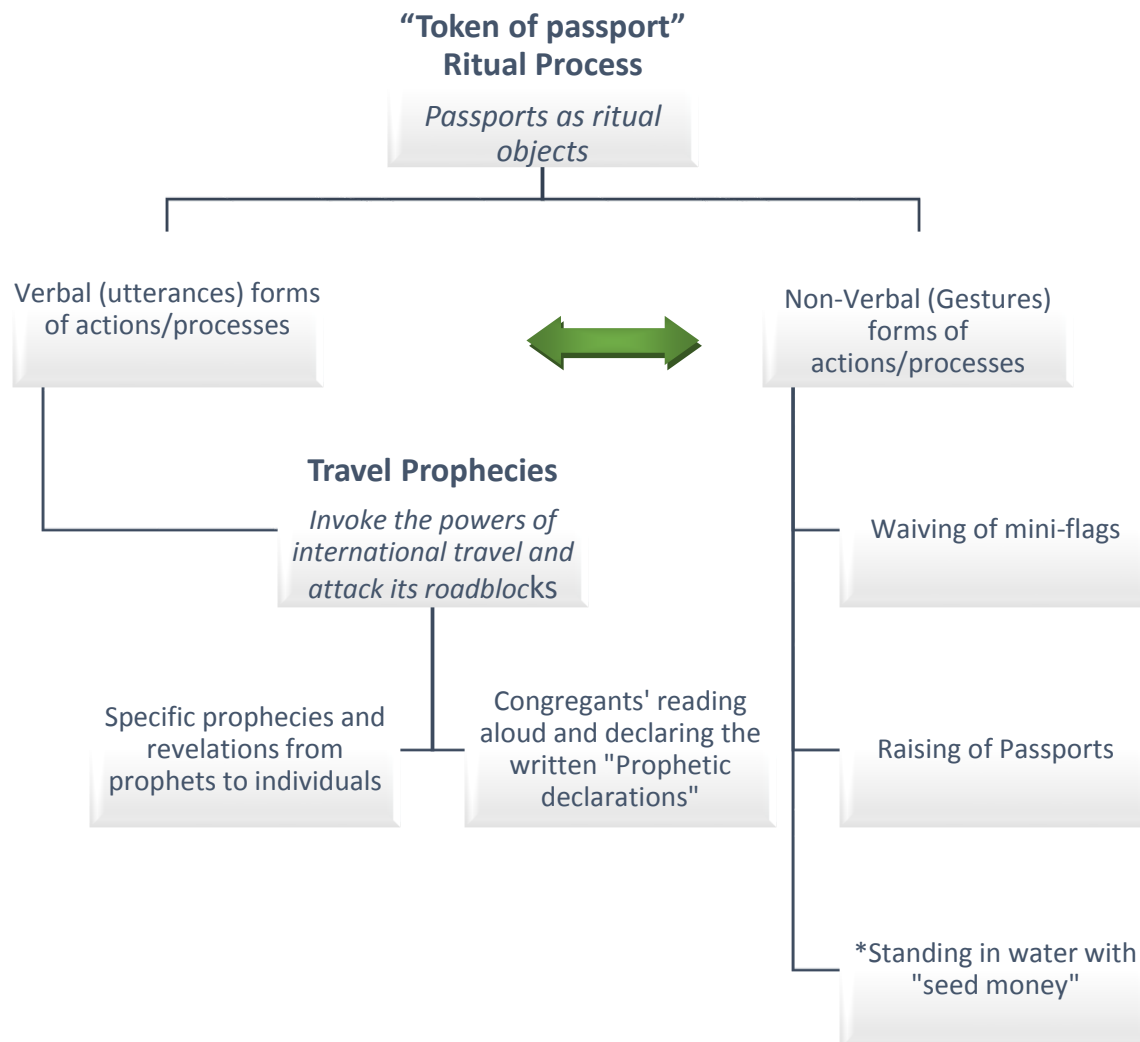 “Token of passport”
Ritual Process
Passports as ritual
objects
Verbal (utterances) forms
of actions/processes
Non-Verbal (Gestures)
forms of
actions/processes
Travel Prophecies
Invoke the powers of
international travel and
attack its roadblocks
Specific prophecies and
revelations from
prophets to individuals
Congregants' reading
aloud and declaring the
written "Prophetic
declarations"
Waiving of mini-flags
Raising of Passports
*Standing in water with
"seed money"